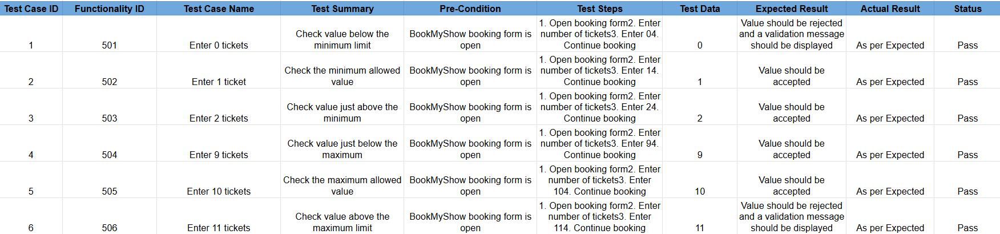 Test Case ID Functionality ID Test Case Name Test Summary Pre-Condition Test Steps Test Data Expected Result Actual Result Status
1 501 Enter 0 tickets Check value below the minimum limit BookMyShow booking form is open 1. Open booking form2. Enter number of tickets3. Enter 04. Continue booking 0 Value should be rejected and a validation message should be displayed As per Expected Pass
2 502 Enter 1 ticket Check the minimum allowed value BookMyShow booking form is open 1. Open booking form2. Enter number of tickets3. Enter 14. Continue booking 1 Value should be accepted As per Expected Pass
3 503 Enter 2 tickets Check value just above the minimum BookMyShow booking form is open 1. Open booking form2. Enter number of tickets3. Enter 24. Continue booking 2 Value should be accepted As per Expected Pass
4 504 Enter 9 tickets Check value just below the maximum BookMyShow booking form is open 1. Open booking form2. Enter number of tickets3. Enter 94. Continue booking 9 Value should be accepted As per Expected Pass
5 505 Enter 10 tickets Check the maximum allowed value BookMyShow booking form is open 1. Open booking form2. Enter number of tickets3. Enter 104. Continue booking 10 Value should be accepted As per Expected Pass
6 506 Enter 11 tickets Check value above the maximum limit BookMyShow booking form is open 1. Open booking form2. Enter number of tickets3. Enter 114. Continue booking 11 Value should be rejected and a validation message should be displayed As per Expected Pass